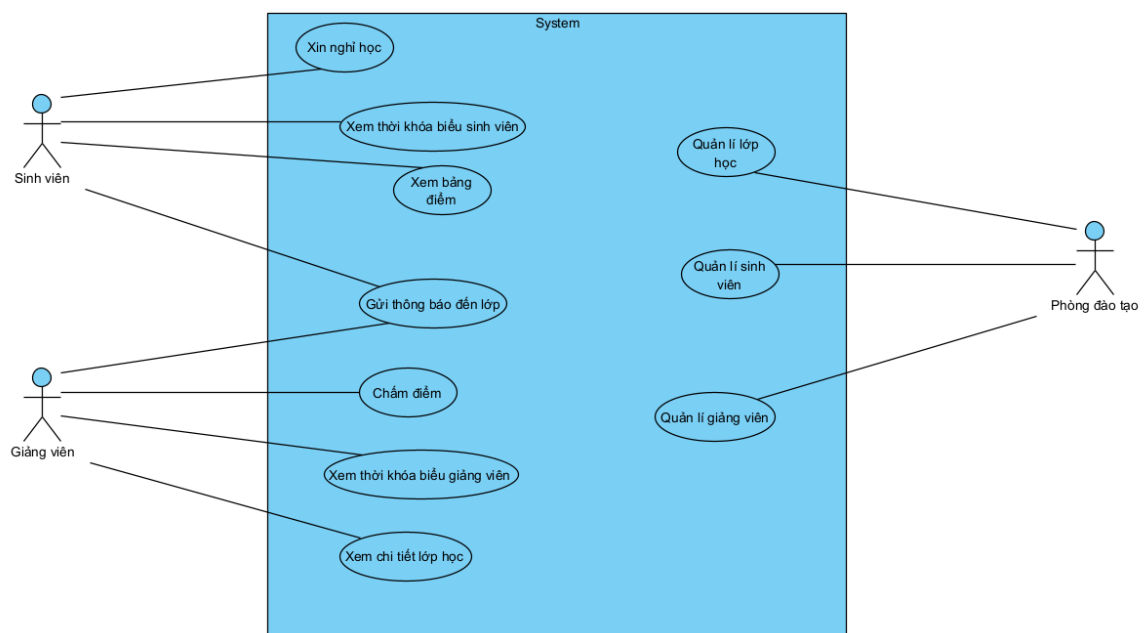 System
Xin nghỉ học
Xem thời khóa biểu sinh viên
Sinh viên
Xem bảng
điểm
Quản lí lớp
học
Gửi thông báo đến lớp
Quản lí sinh
viên
Phòng đào tạo
Chấm điểm
Giảng viên
Quản lí giảng viên
Xem thời khóa biểu giảng viên
Xem chi tiết lớp học